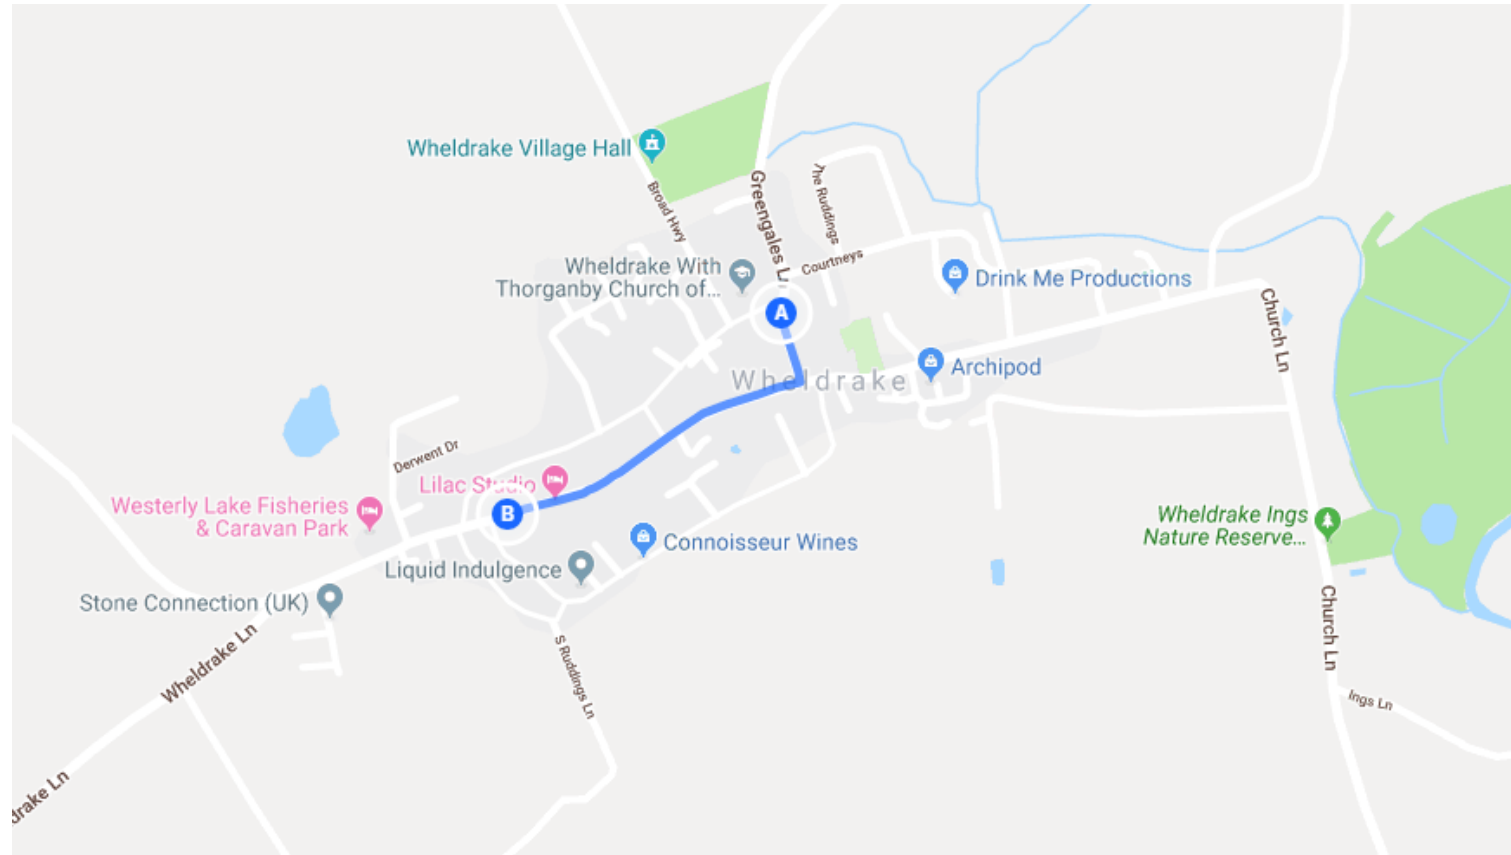 Wheldrake Village Hall
Broad Hwy
Greengales L
The Ruddings
Courtneys
Wheldrake With
Thorganby Church of...
Drink Me Productions
A
Church Ln
Wheldrake
Archipod
Derwent Dr
Lilac Studio
B
Westerly Lake Fisheries
& Caravan Park
Wheldrake Ings
Nature Reserve...
Connoisseur Wines
Liquid Indulgence
Stone Connection (UK)
Wheldrake Ln
S Ruddings Ln
Church Ln
Ings Ln
drake Ln